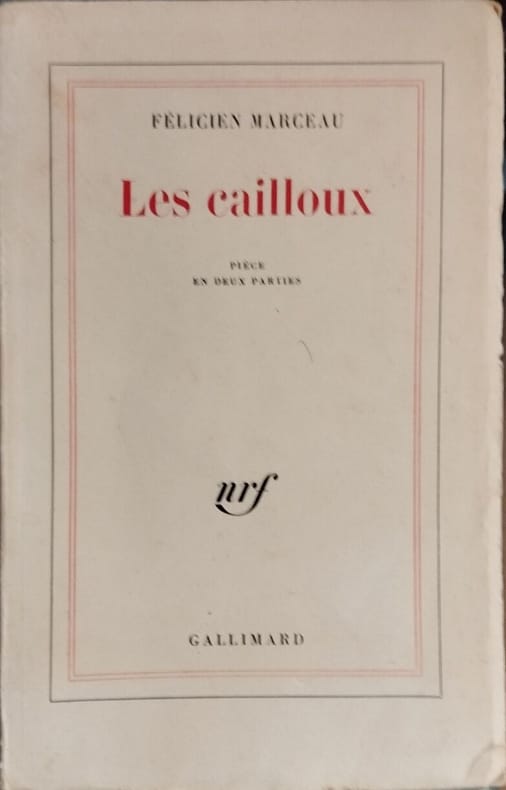 FÉLICIEN MARCEAU
Les cailloux
PIÈCE
EN DEUX PARTIES
nrf
GALLIMARD